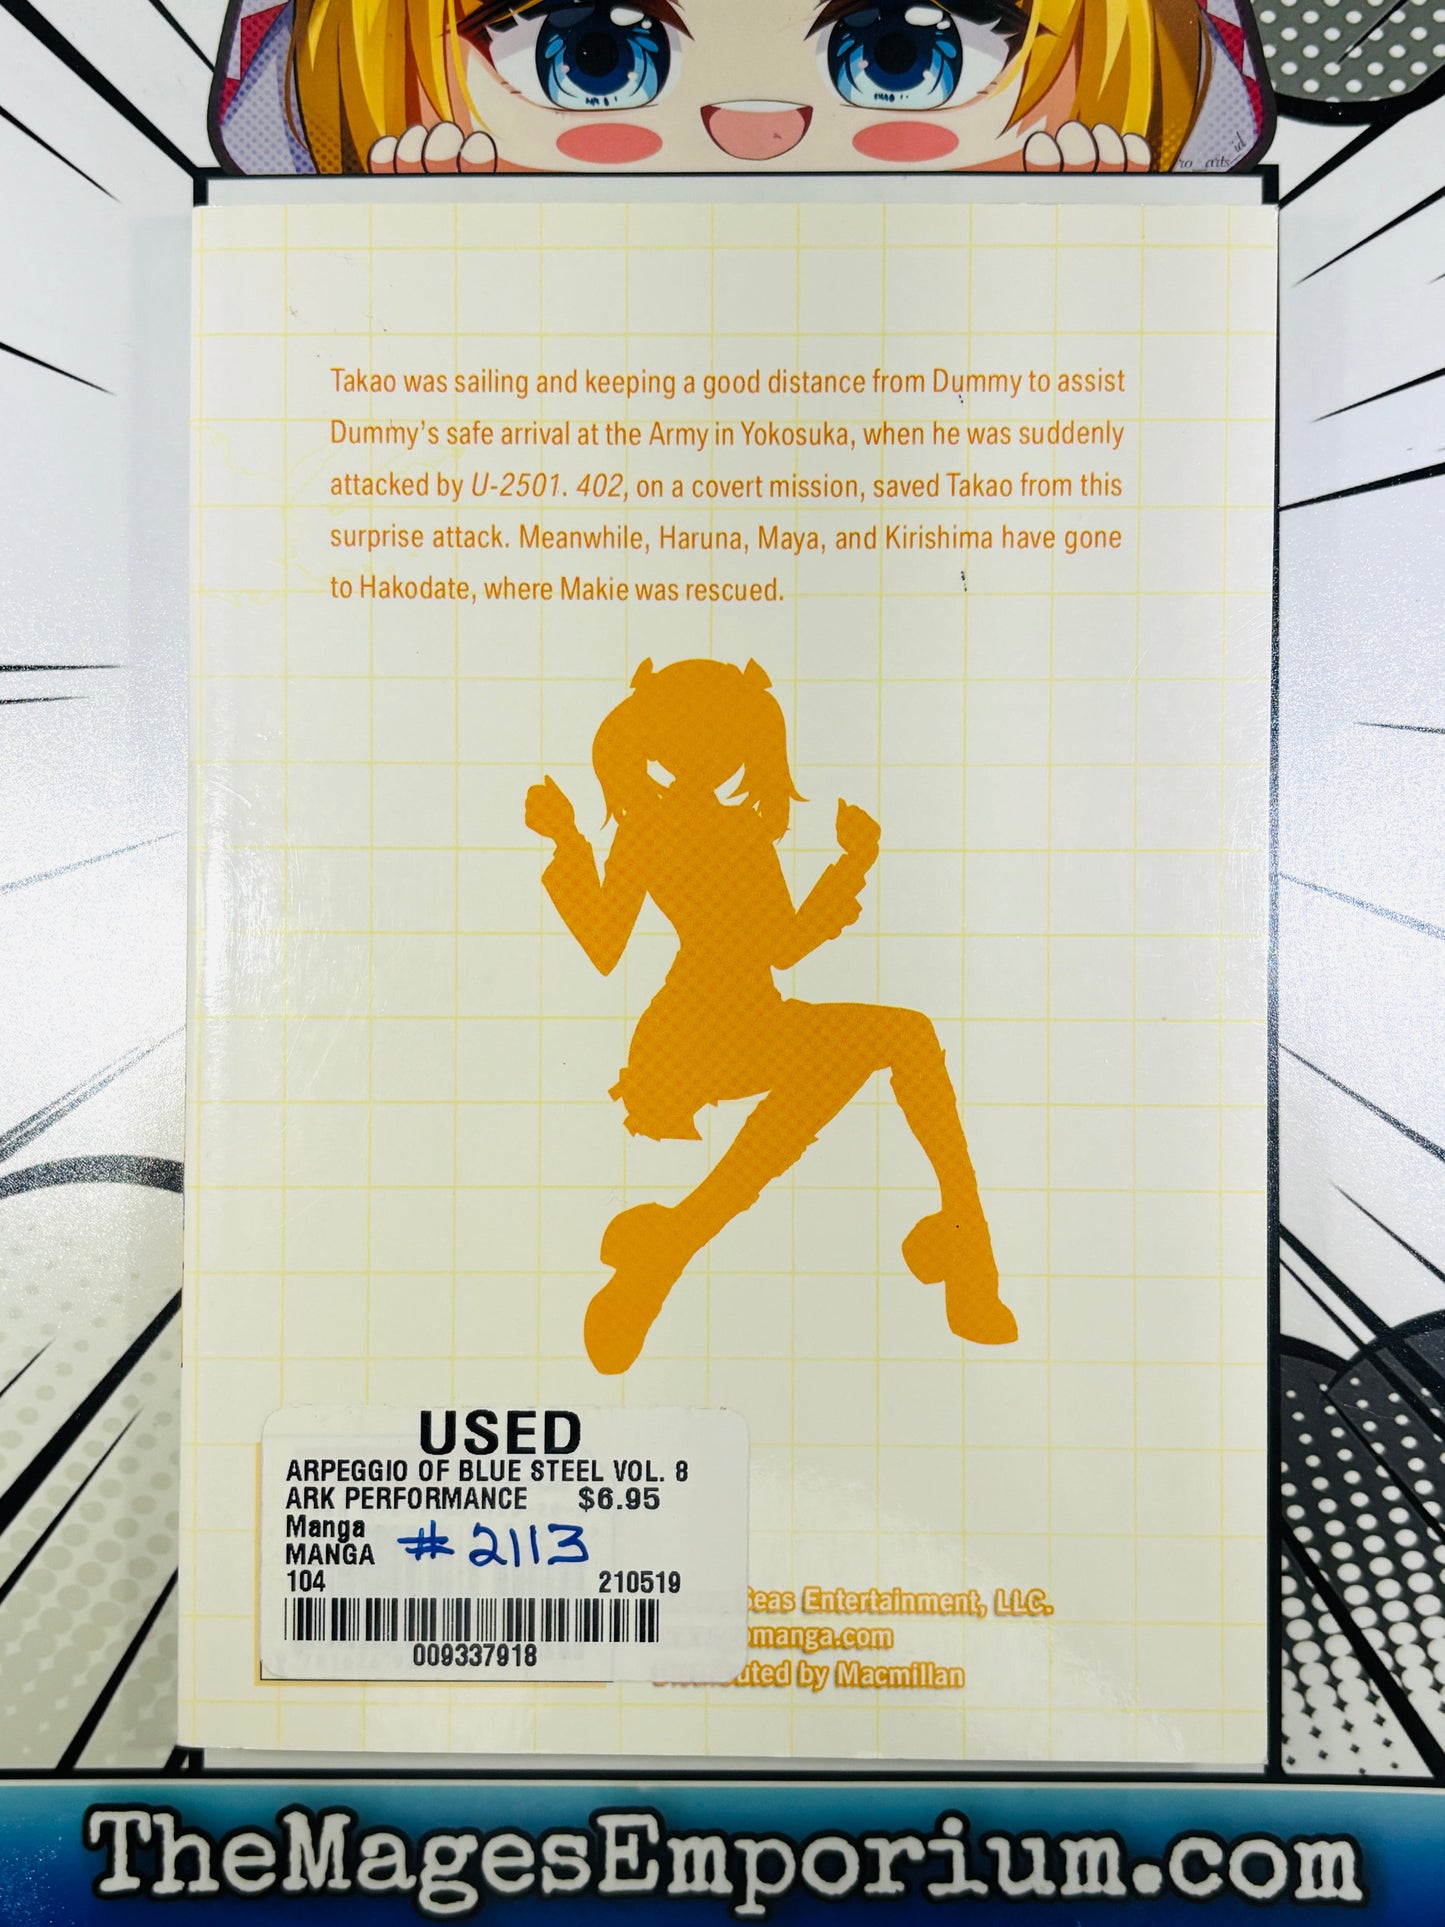 ro_arts_id
Takao was sailing and keeping a good distance from Dummy to assist
Dummy's safe arrival at the Army in Yokosuka, when he was suddenly
attacked by U-2501. 402, on a covert mission, saved Takao from this
surprise attack. Meanwhile, Haruna, Maya, and Kirishima have gone
to Hakodate, where Makie was rescued.
USED
ARPEGGIO OF BLUE STEEL VOL. 8
ARK PERFORMANCE $6.95
Manga
MANGA # 2113
104 210519
009337918
Seas Entertainment, LLC.
manga.com
Distributed by Macmillan
TheMagesEmporium.com